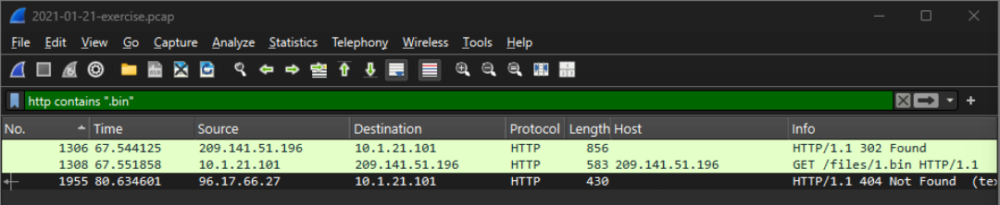 2021-01-21-exercise.pcap
File Edit View Go Capture Analyze Statistics Telephony Wireless Tools Help
http contains ".bin"
No. Time Source Destination Protocol Length Host Info
1306 67.544125 209.141.51.196 10.1.21.101 HTTP 856 HTTP/1.1 302 Found
1308 67.551858 10.1.21.101 209.141.51.196 HTTP 583 209.141.51.196 GET /files/1.bin HTTP/1.1
1955 80.634601 96.17.66.27 10.1.21.101 HTTP 430 HTTP/1.1 404 Not Found (tex